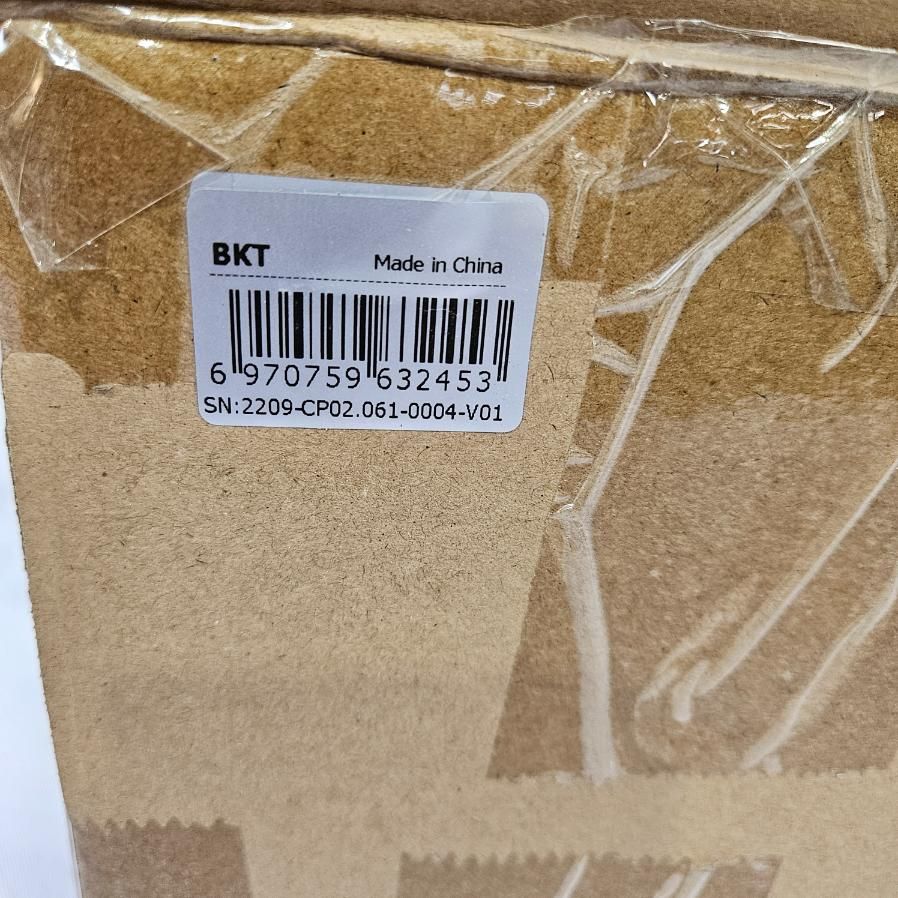 BKT Made in China
6 970759 632453
SN:2209-CP02.061-0004-V01